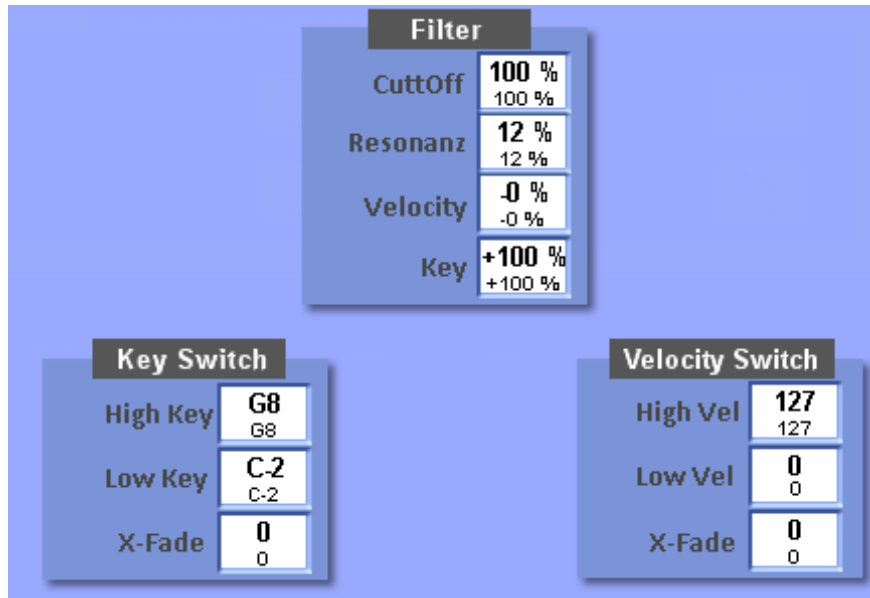 Filter
CuttOff 100 %
100 %
Resonanz 12 %
12 %
Velocity -0 %
-0 %
Key +100 %
+100 %
Key Switch
High Key G8
G8
Low Key C-2
C-2
X-Fade 0
0
Velocity Switch
High Vel 127
127
Low Vel 0
0
X-Fade 0
0